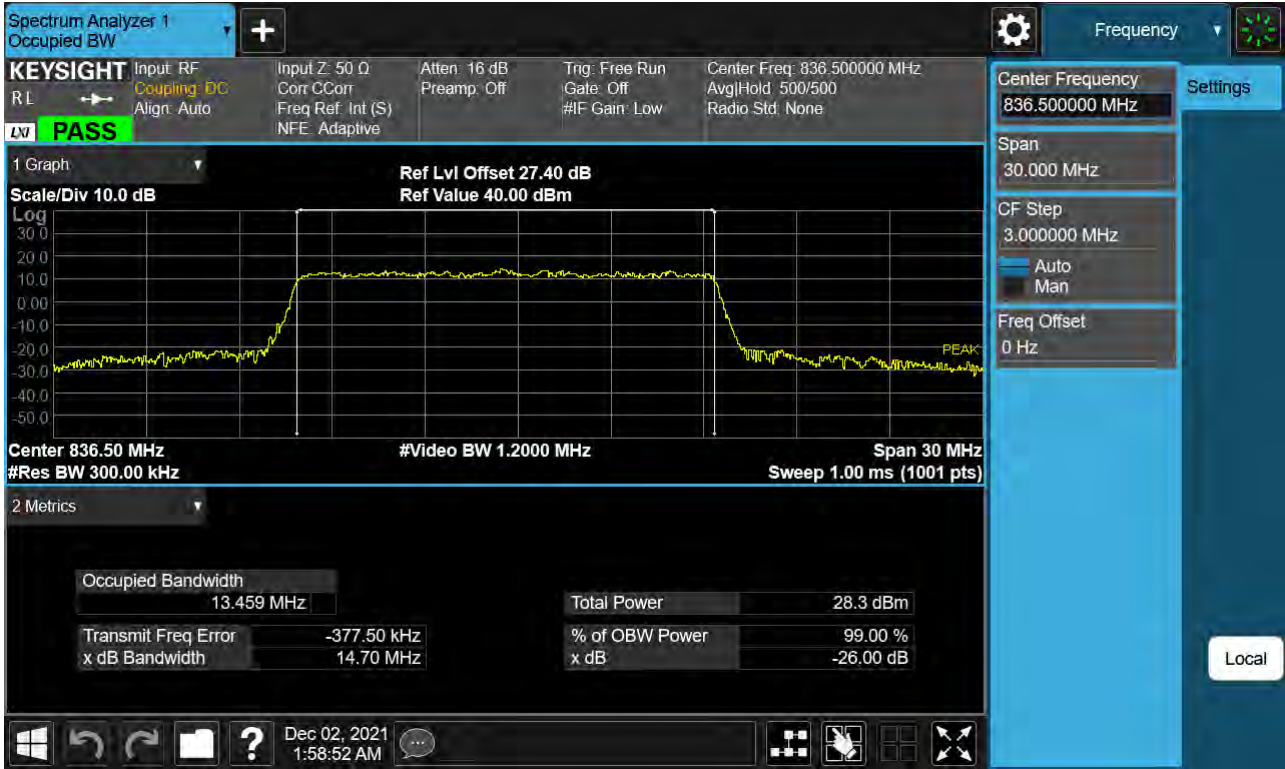 Spectrum Analyzer 1
Occupied BW
Frequency
KEYSIGHT
R L
LXI
PASS
Input: RF
Coupling: DC
Align: Auto
Input Z: 50 Ω
Corr CCorr
Freq Ref: Int (S)
NFE: Adaptive
Atten: 16 dB
Preamp: Off
Trig: Free Run
Gate: Off
#IF Gain: Low
Center Freq: 836.500000 MHz
Avg|Hold: 500/500
Radio Std: None
Center Frequency
836.500000 MHz
Settings
Span
30.000 MHz
CF Step
3.000000 MHz
Auto
Man
Freq Offset
0 Hz
Local
1 Graph
Scale/Div 10.0 dB
Ref Lvl Offset 27.40 dB
Ref Value 40.00 dBm
Log
30.0
20.0
10.0
0.00
-10.0
-20.0
-30.0
-40.0
-50.0
PEAK
Center 836.50 MHz
#Video BW 1.2000 MHz
Span 30 MHz
#Res BW 300.00 kHz
Sweep 1.00 ms (1001 pts)
2 Metrics
Occupied Bandwidth
13.459 MHz
Total Power 28.3 dBm
Transmit Freq Error -377.50 kHz
% of OBW Power 99.00 %
x dB Bandwidth 14.70 MHz
x dB -26.00 dB
?
Dec 02, 2021
1:58:52 AM